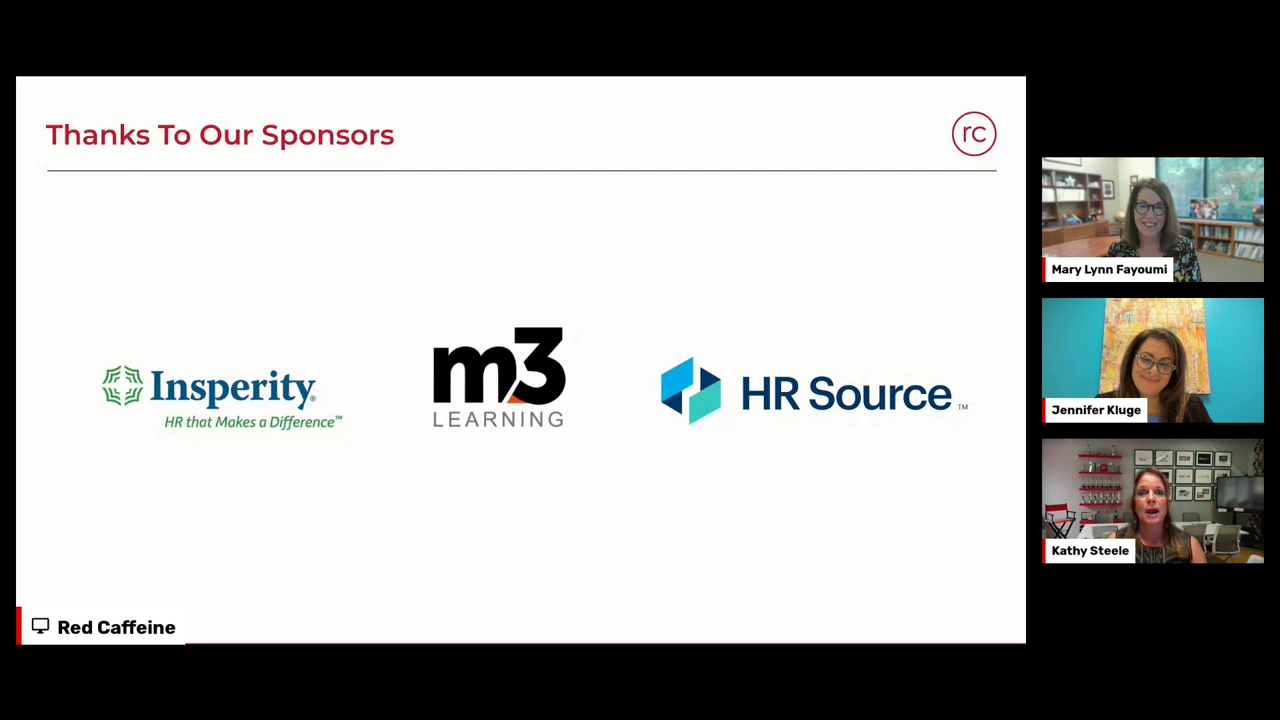 Thanks To Our Sponsors
rc
Insperity®
HR that Makes a Difference™
m3
LEARNING
HR Source™
Mary Lynn Fayoumi
Jennifer Kluge
Kathy Steele
Red Caffeine